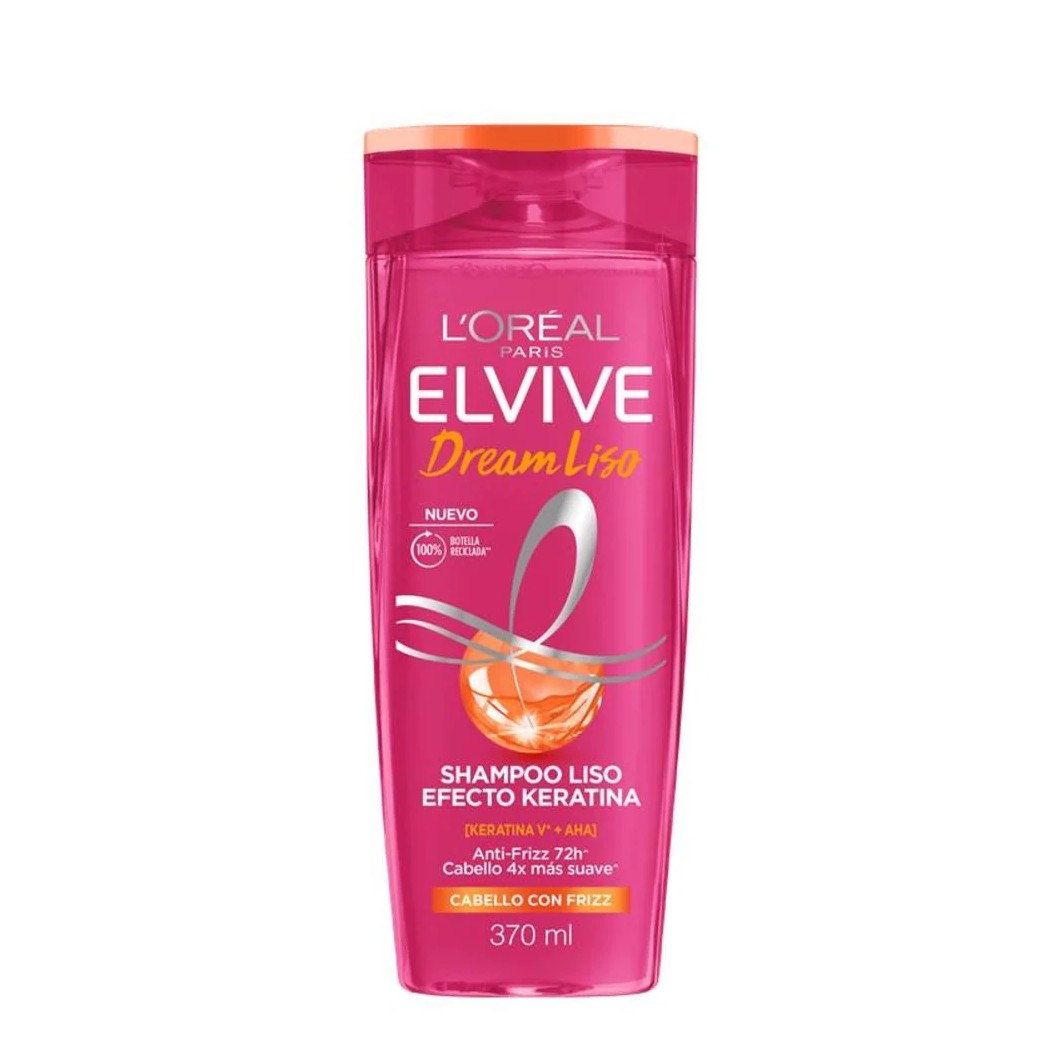 L'ORÉAL
PARIS
ELVIVE
Dream Liso
NUEVO
100%
BOTELLA
RECICLADA**
SHAMPOO LISO
EFECTO KERATINA
[KERATINA V* + AHA]
Anti-Frizz 72h^
Cabello 4x más suave^
CABELLO CON FRIZZ
370 ml